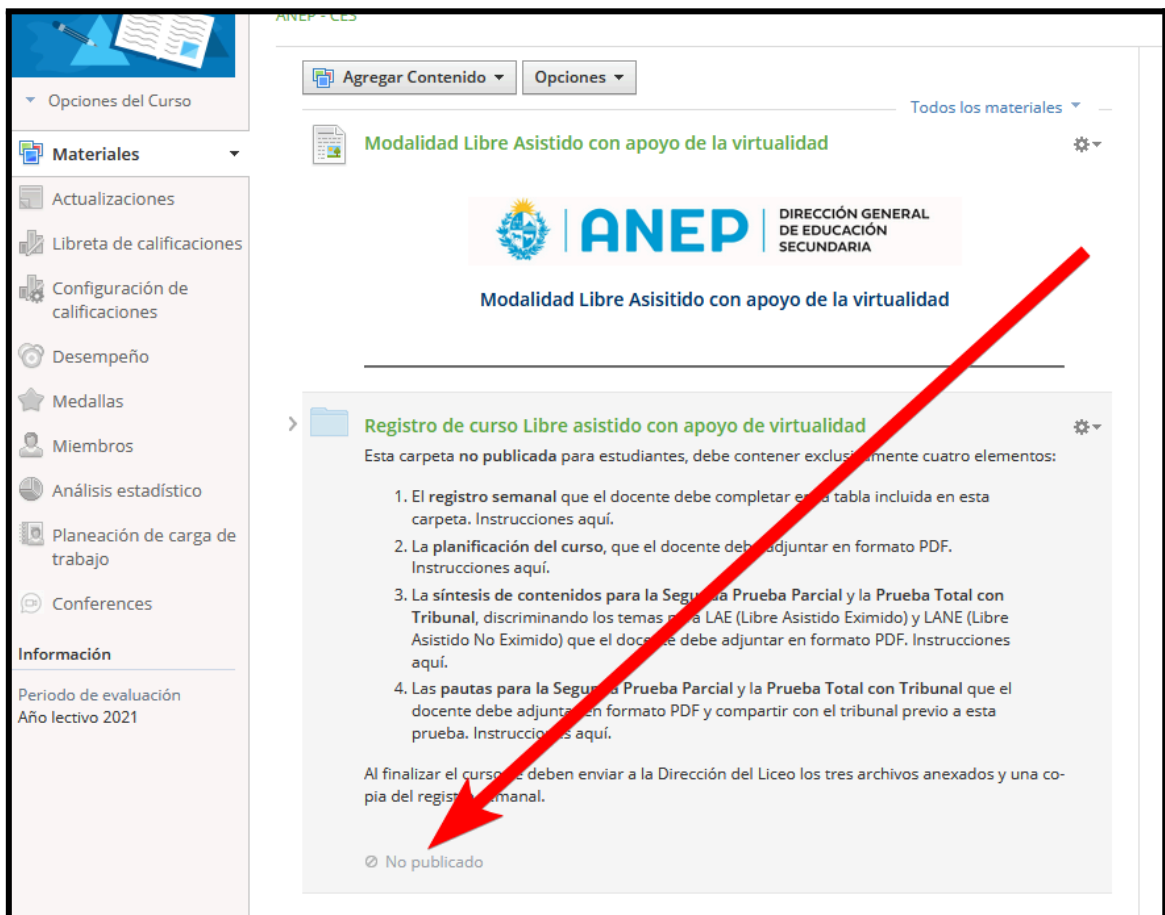 ANEP - CES
Agregar Contenido
Opciones
Opciones del Curso
Todos los materiales
Materiales
Actualizaciones
Libreta de calificaciones
Configuración de
calificaciones
Desempeño
Medallas
Miembros
Análisis estadístico
Planeación de carga de
trabajo
Conferences
Información
Periodo de evaluación
Año lectivo 2021
Modalidad Libre Asistido con apoyo de la virtualidad
ANEP
DIRECCIÓN GENERAL
DE EDUCACIÓN
SECUNDARIA
Modalidad Libre Asisitido con apoyo de la virtualidad
Registro de curso Libre asistido con apoyo de virtualidad
Esta carpeta no publicada para estudiantes, debe contener exclusivamente cuatro elementos:
1. El registro semanal que el docente debe completar en la tabla incluida en esta
carpeta. Instrucciones aquí.
2. La planificación del curso, que el docente debe adjuntar en formato PDF.
Instrucciones aquí.
3. La síntesis de contenidos para la Segunda Prueba Parcial y la Prueba Total con
Tribunal, discriminando los temas para LAE (Libre Asistido Eximido) y LANE (Libre
Asistido No Eximido) que el docente debe adjuntar en formato PDF. Instrucciones
aquí.
4. Las pautas para la Segunda Prueba Parcial y la Prueba Total con Tribunal que el
docente debe adjuntar en formato PDF y compartir con el tribunal previo a esta
prueba. Instrucciones aquí.
Al finalizar el curso se deben enviar a la Dirección del Liceo los tres archivos anexados y una co-
pia del registro semanal.
No publicado